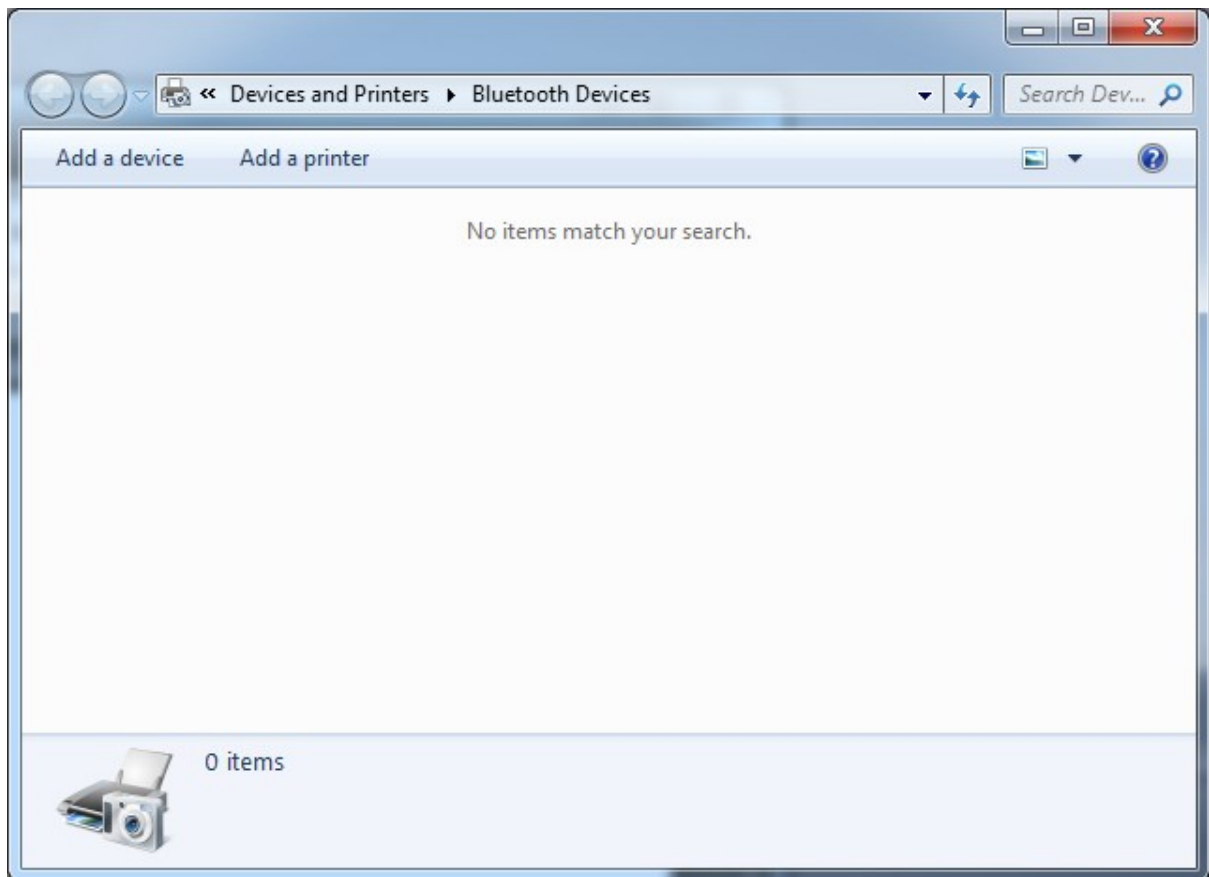 « Devices and Printers ▸ Bluetooth Devices
Search Dev...
Add a device Add a printer
No items match your search.
0 items